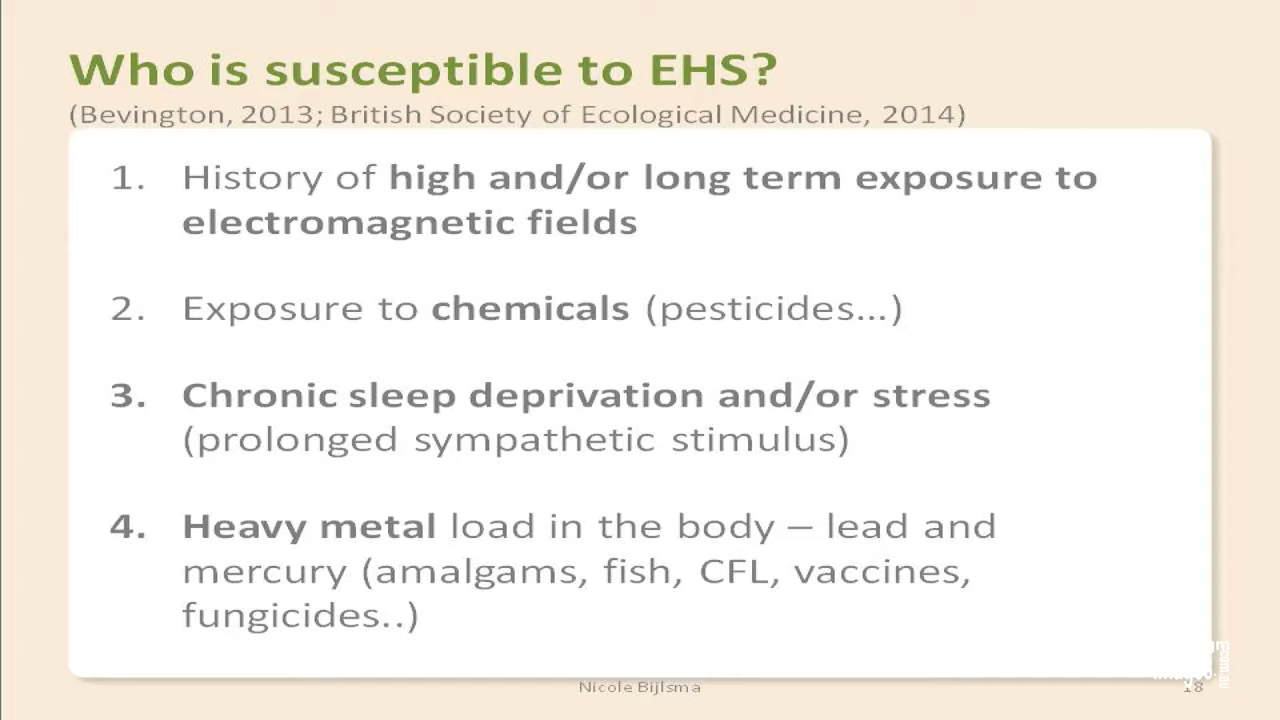 Who is susceptible to EHS?
(Bevington, 2013; British Society of Ecological Medicine, 2014)
1. History of high and/or long term exposure to
electromagnetic fields
2. Exposure to chemicals (pesticides...)
3. Chronic sleep deprivation and/or stress
(prolonged sympathetic stimulus)
4. Heavy metal load in the body – lead and
mercury (amalgams, fish, CFL, vaccines,
fungicides..)
Nicole Bijlsma
18